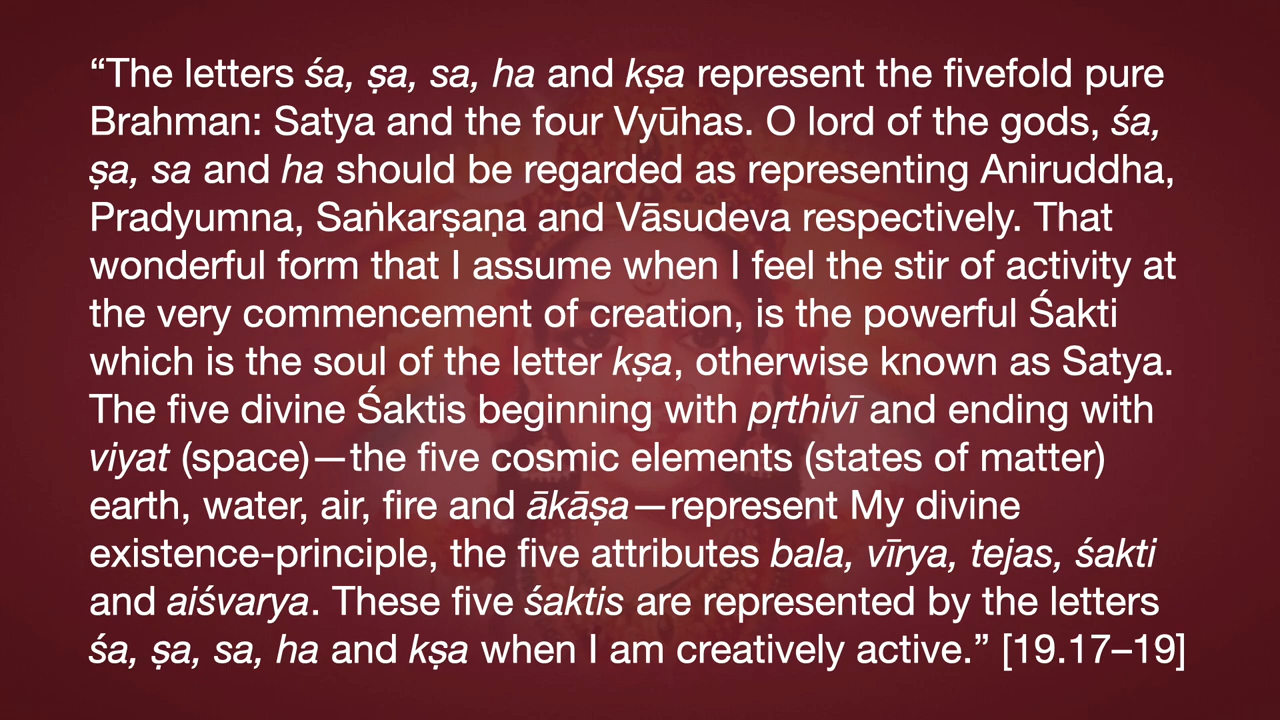 “The letters śa, ṣa, sa, ha and kṣa represent the fivefold pure
Brahman: Satya and the four Vyūhas. O lord of the gods, śa,
ṣa, sa and ha should be regarded as representing Aniruddha,
Pradyumna, Saṅkarṣaṇa and Vāsudeva respectively. That
wonderful form that I assume when I feel the stir of activity at
the very commencement of creation, is the powerful Śakti
which is the soul of the letter kṣa, otherwise known as Satya.
The five divine Śaktis beginning with pṛthivī and ending with
viyat (space)—the five cosmic elements (states of matter)
earth, water, air, fire and ākāṣa—represent My divine
existence-principle, the five attributes bala, vīrya, tejas, śakti
and aiśvarya. These five śaktis are represented by the letters
śa, ṣa, sa, ha and kṣa when I am creatively active.” [19.17–19]